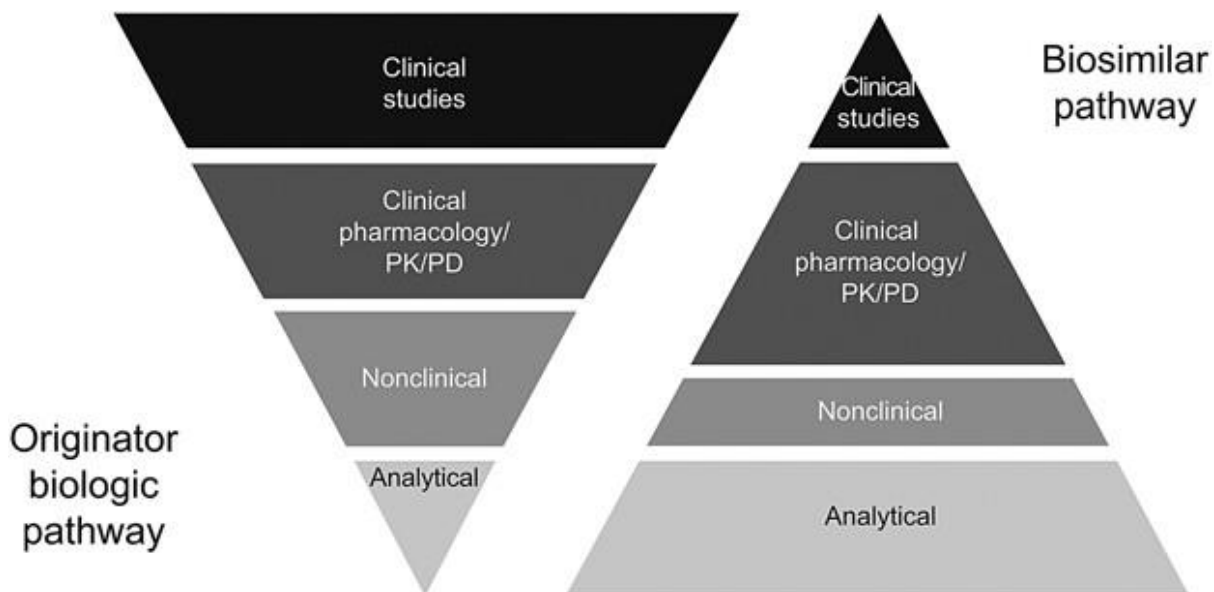 Clinical
studies
Clinical
pharmacology/
PK/PD
Nonclinical
Analytical
Originator
biologic
pathway
Clinical
studies
Clinical
pharmacology/
PK/PD
Nonclinical
Analytical
Biosimilar
pathway